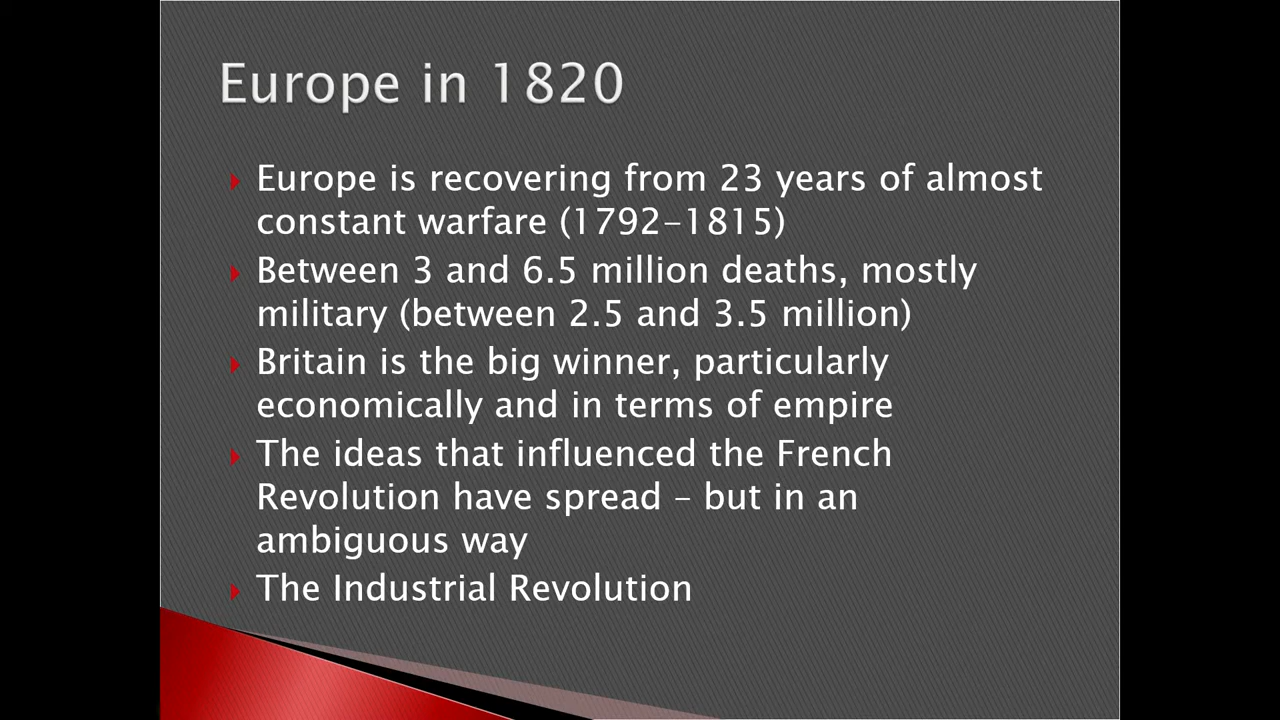 Europe in 1820
Europe is recovering from 23 years of almost
constant warfare (1792-1815)
Between 3 and 6.5 million deaths, mostly
military (between 2.5 and 3.5 million)
Britain is the big winner, particularly
economically and in terms of empire
The ideas that influenced the French
Revolution have spread – but in an
ambiguous way
The Industrial Revolution